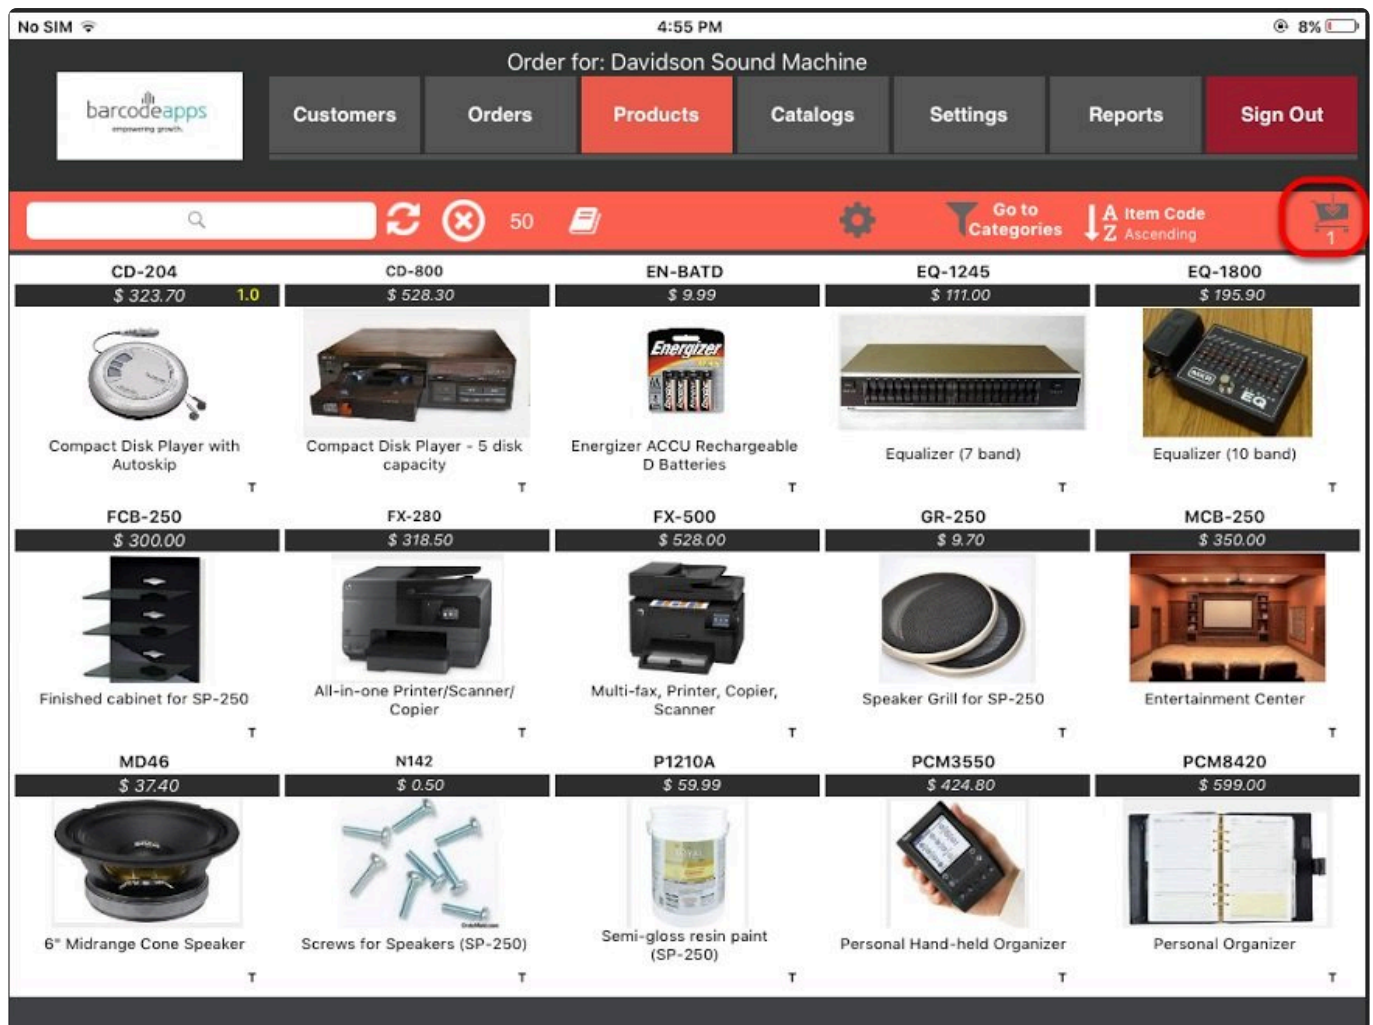 No SIM
4:55 PM
8%
Order for: Davidson Sound Machine
barcodeapps
empowering growth.
Customers
Orders
Products
Catalogs
Settings
Reports
Sign Out
50
Go to
Categories
A
Z
Item Code
Ascending
1
CD-204
CD-800
EN-BATD
EQ-1245
EQ-1800
$ 323.70
1.0
$ 528.30
$ 9.99
$ 111.00
$ 195.90
Energizer
MXR
EQ
Compact Disk Player with
Autoskip
Compact Disk Player - 5 disk
capacity
Energizer ACCU Rechargeable
D Batteries
Equalizer (7 band)
Equalizer (10 band)
T
T
T
T
T
FCB-250
FX-280
FX-500
GR-250
MCB-250
$ 300.00
$ 318.50
$ 528.00
$ 9.70
$ 350.00
Finished cabinet for SP-250
All-in-one Printer/Scanner/
Copier
Multi-fax, Printer, Copier,
Scanner
Speaker Grill for SP-250
Entertainment Center
T
T
T
T
T
MD46
N142
P1210A
PCM3550
PCM8420
$ 37.40
$ 0.50
$ 59.99
$ 424.80
$ 599.00
6" Midrange Cone Speaker
Screws for Speakers (SP-250)
Semi-gloss resin paint
(SP-250)
Personal Hand-held Organizer
Personal Organizer
T
T
T
T
T